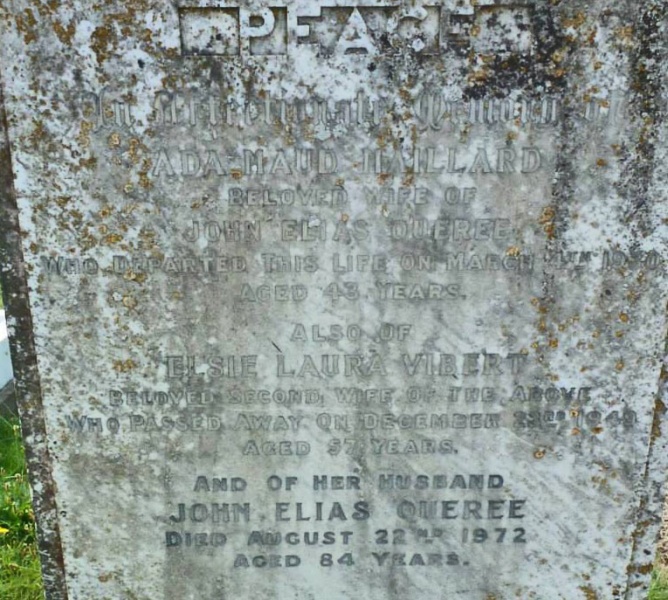 PEACE
In Affectionate Memory of
ADA MAUD MAILLARD
BELOVED WIFE OF
JOHN ELIAS QUEREE
WHO DEPARTED THIS LIFE ON MARCH
AGED 43 YEARS.
ALSO OF
ELSIE LAURA VIBERT
BELOVED SECOND WIFE OF THE ABOVE
WHO PASSED AWAY ON DECEMBER 23RD 1949
AGED 57 YEARS.
AND OF HER HUSBAND
JOHN ELIAS QUEREE
DIED AUGUST 22ND 1972
AGED 84 YEARS.